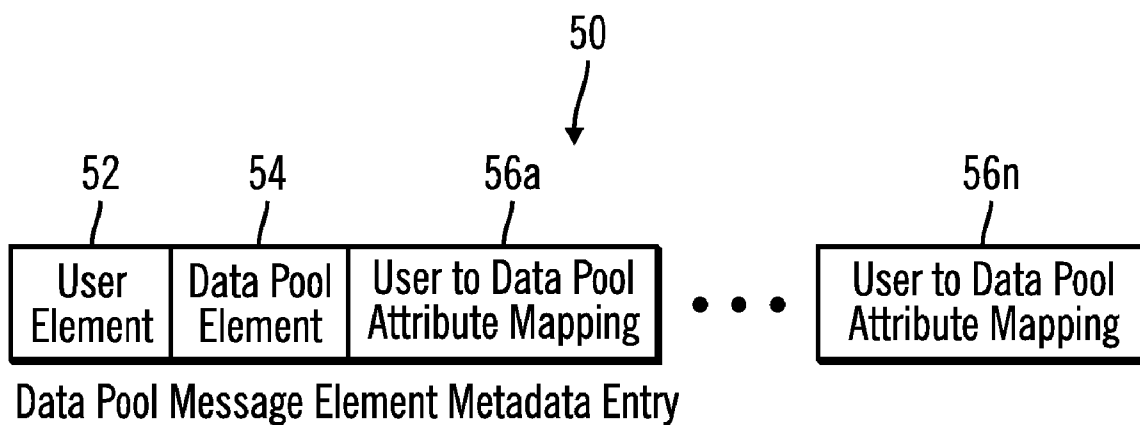 50
52
54
56a
56n
User Element
Data Pool Element
User to Data Pool Attribute Mapping
User to Data Pool Attribute Mapping
Data Pool Message Element Metadada Entry